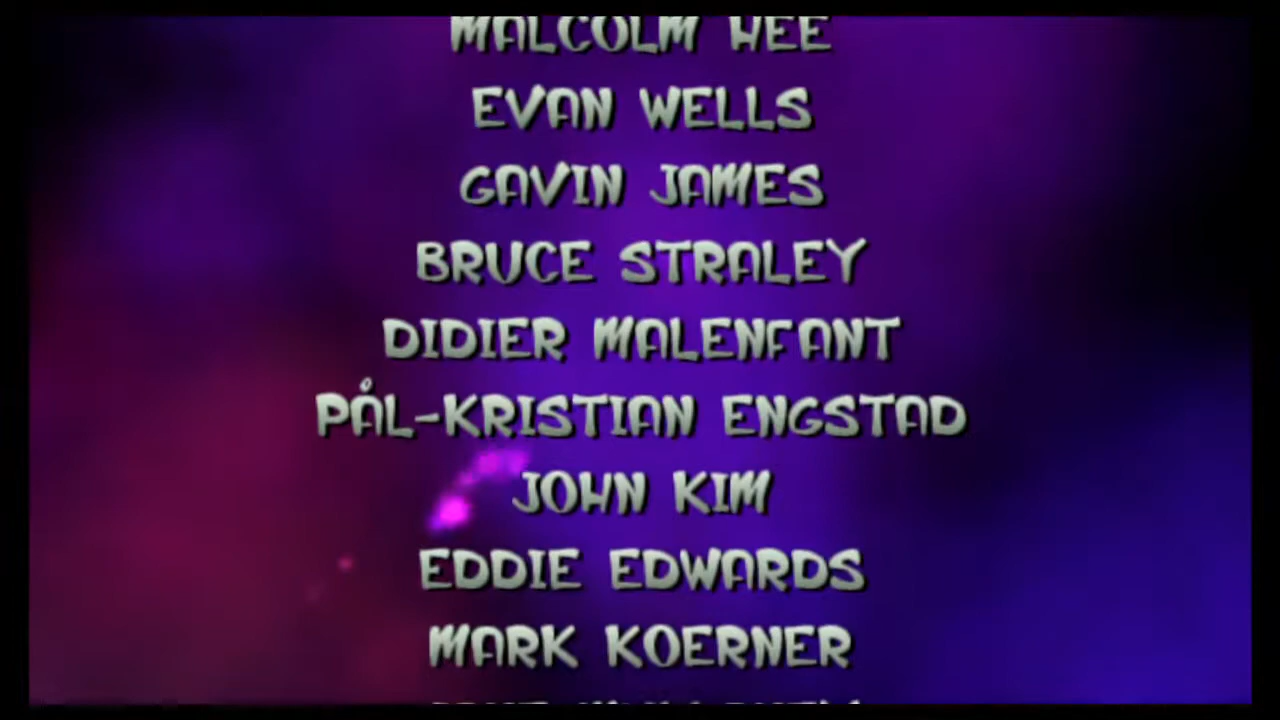 MALCOLM HEE
EVAN WELLS
GAVIN JAMES
BRUCE STRALEY
DIDIER MALENFANT
PÅL-KRISTIAN ENGSTAD
JOHN KIM
EDDIE EDWARDS
MARK KOERNER